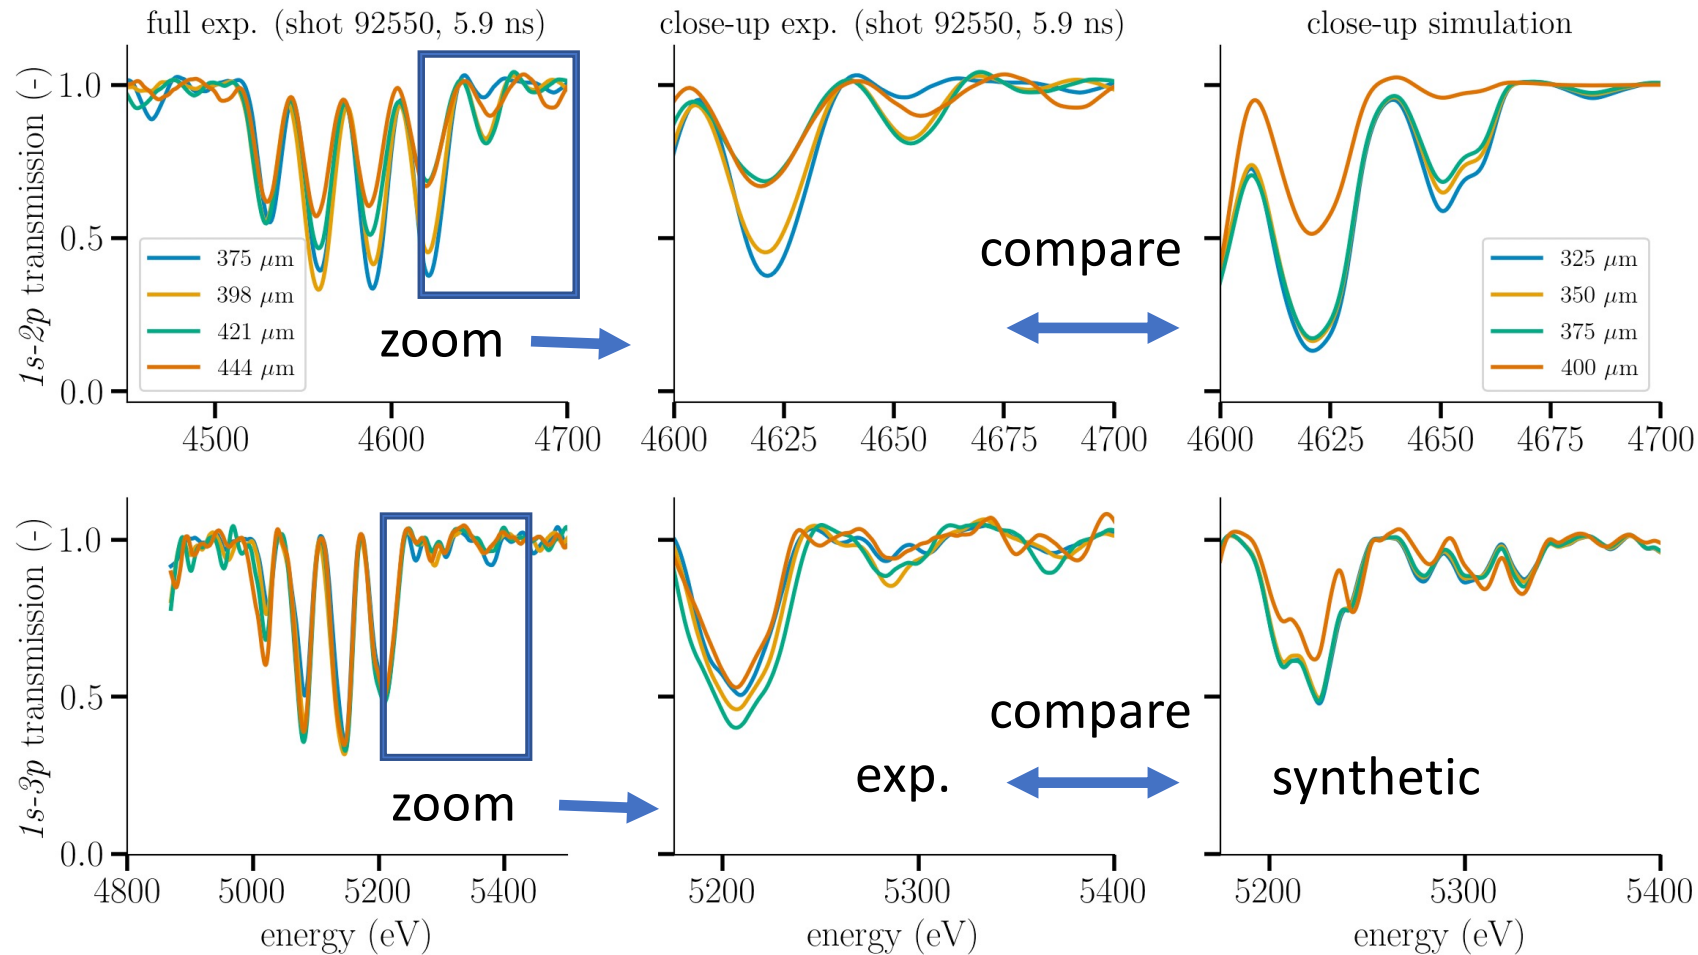 full exp. (shot 92550, 5.9 ns)
close-up exp. (shot 92550, 5.9 ns)
close-up simulation
1s-2p transmission (-)
1.0
0.5
0.0
375 μm
398 μm
421 μm
444 μm
zoom
4500
4600
4700
compare
4600
4625
4650
4675
4700
325 μm
350 μm
375 μm
400 μm
4600
4625
4650
4675
4700
1s-3p transmission (-)
1.0
0.5
0.0
zoom
4800
5000
5200
5400
energy (eV)
compare
exp.
5200
5300
5400
energy (eV)
synthetic
5200
5300
5400
energy (eV)